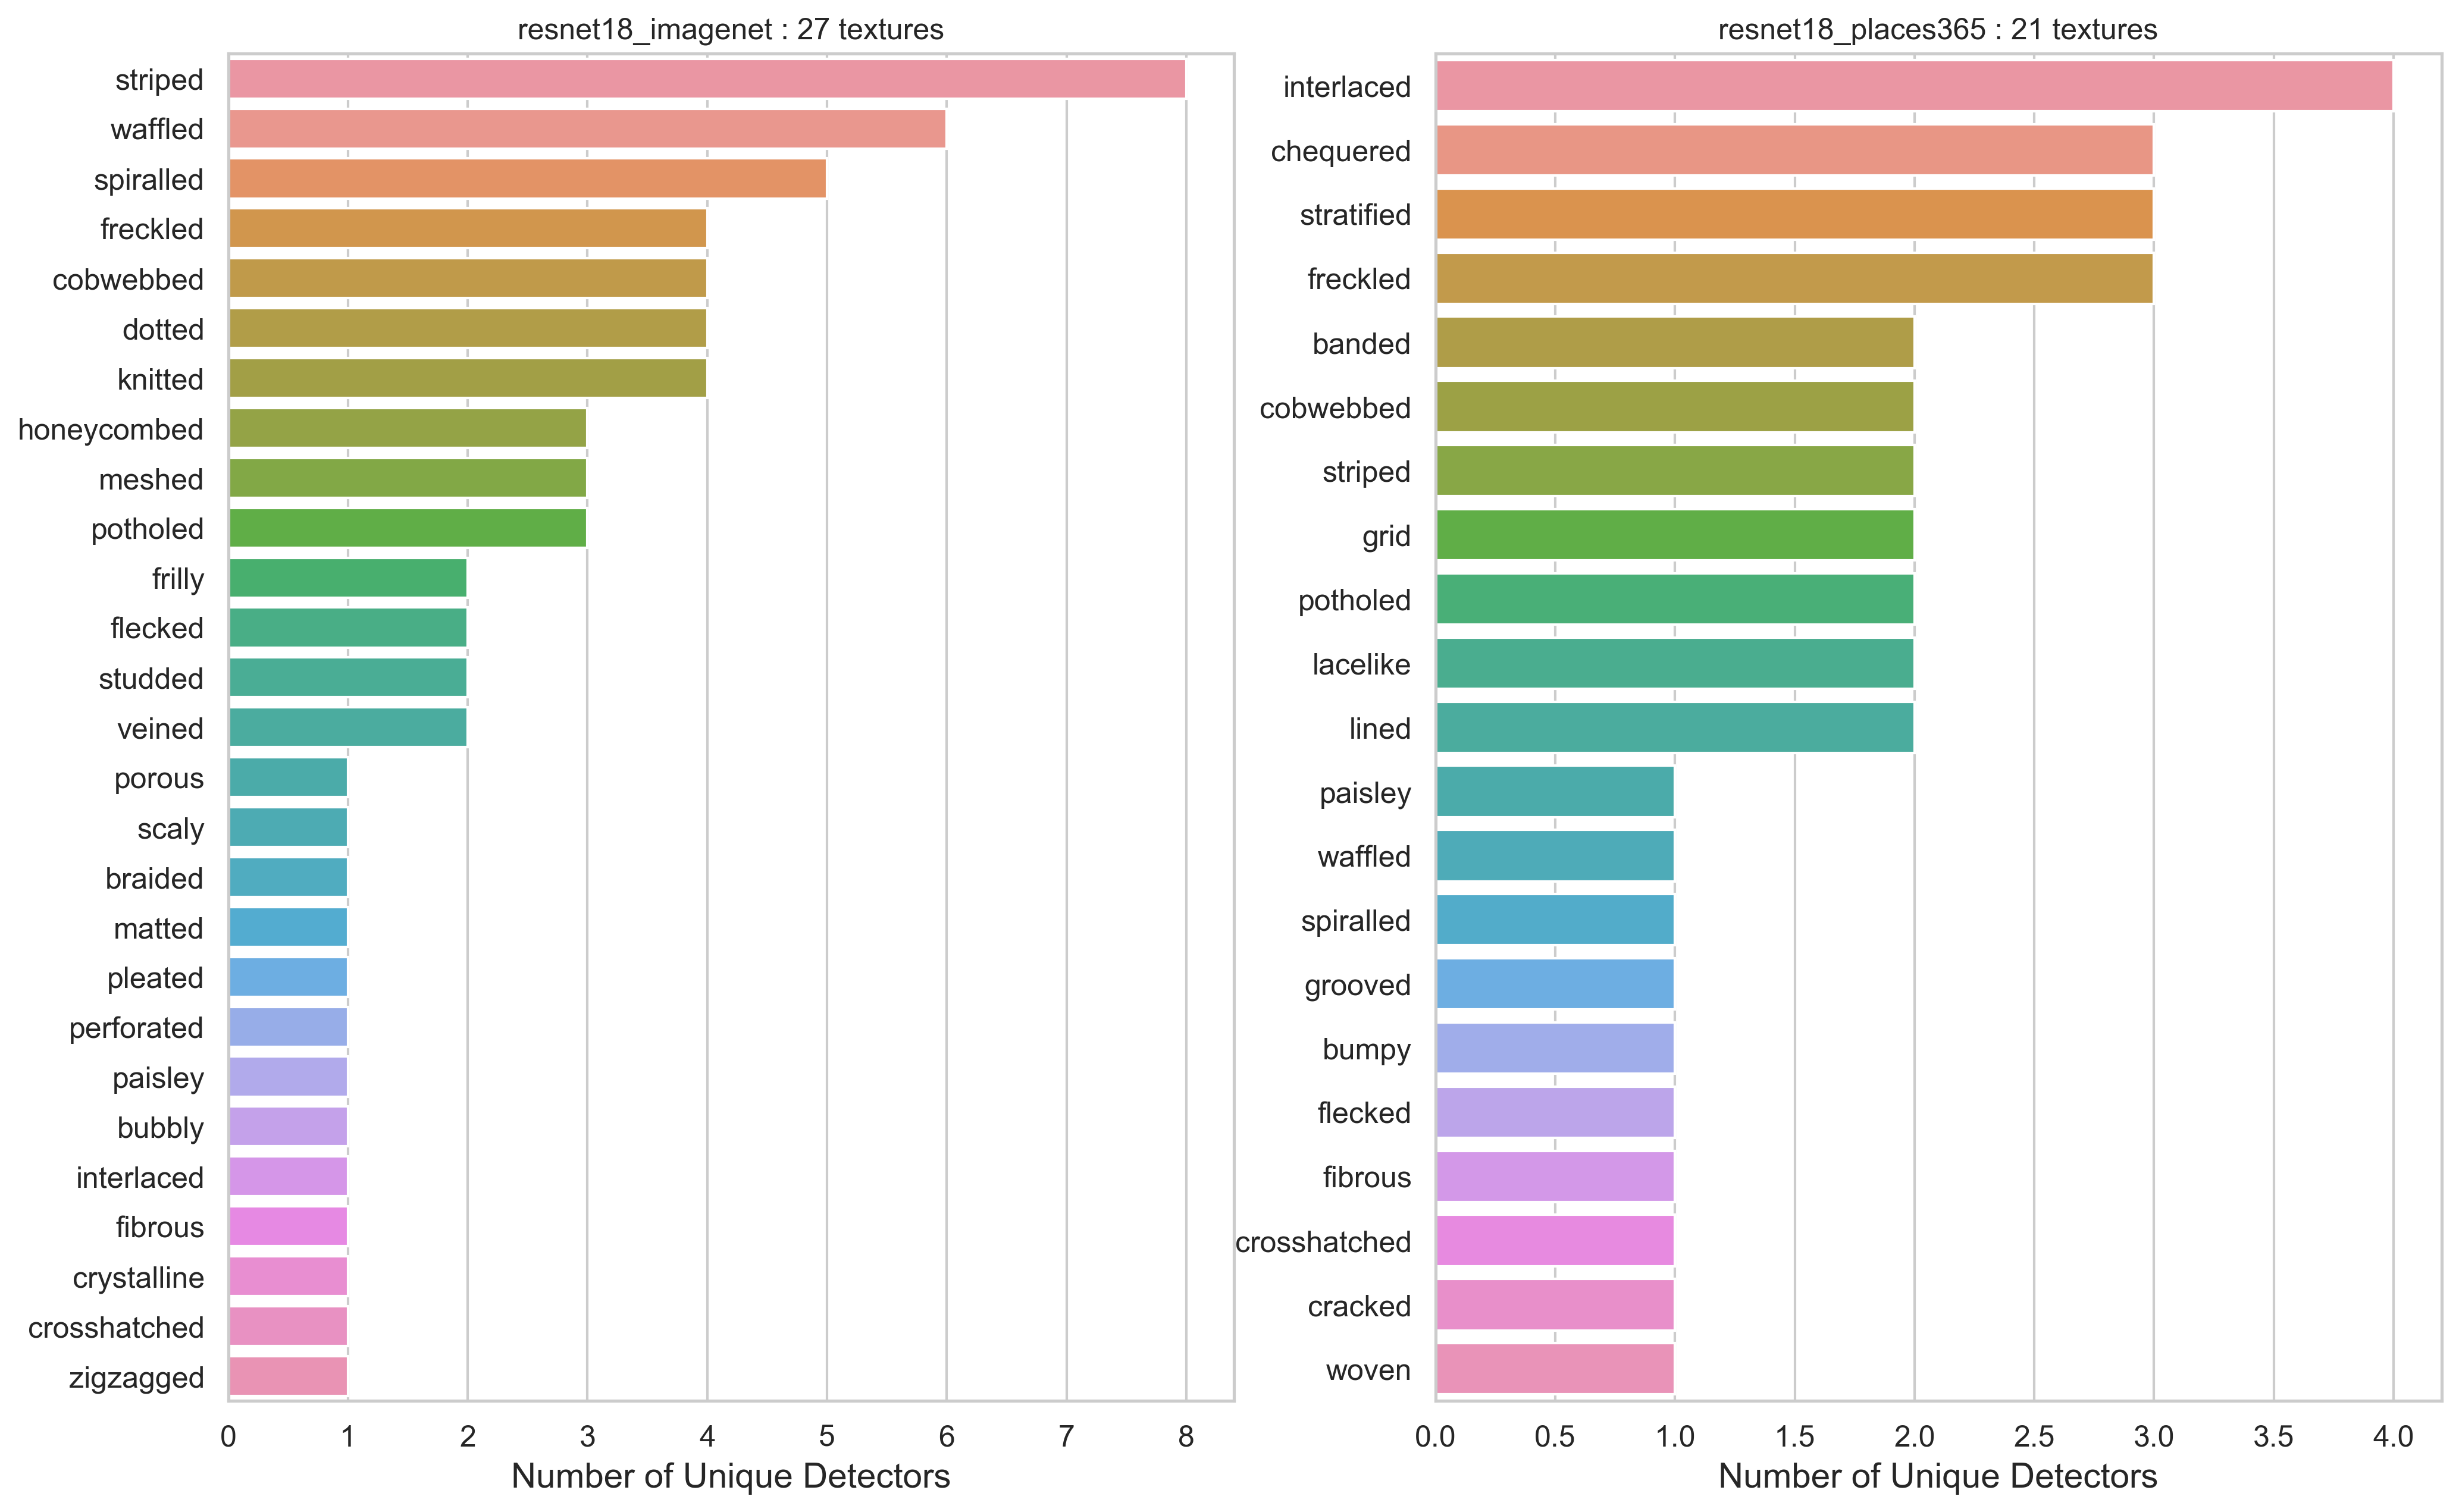 resnet18_imagenet : 27 textures
striped
waffled
spiralled
freckled
cobwebbed
dotted
knitted
honeycombed
meshed
potholed
frilly
flecked
studded
veined
porous
scaly
braided
matted
pleated
perforated
paisley
bubbly
interlaced
fibrous
crystalline
crosshatched
zigzagged
0 1 2 3 4 5 6 7 8
Number of Unique Detectors
resnet18_places365 : 21 textures
interlaced
chequered
stratified
freckled
banded
cobwebbed
striped
grid
potholed
lacelike
lined
paisley
waffled
spiralled
grooved
bumpy
flecked
fibrous
crosshatched
cracked
woven
0.0 0.5 1.0 1.5 2.0 2.5 3.0 3.5 4.0
Number of Unique Detectors